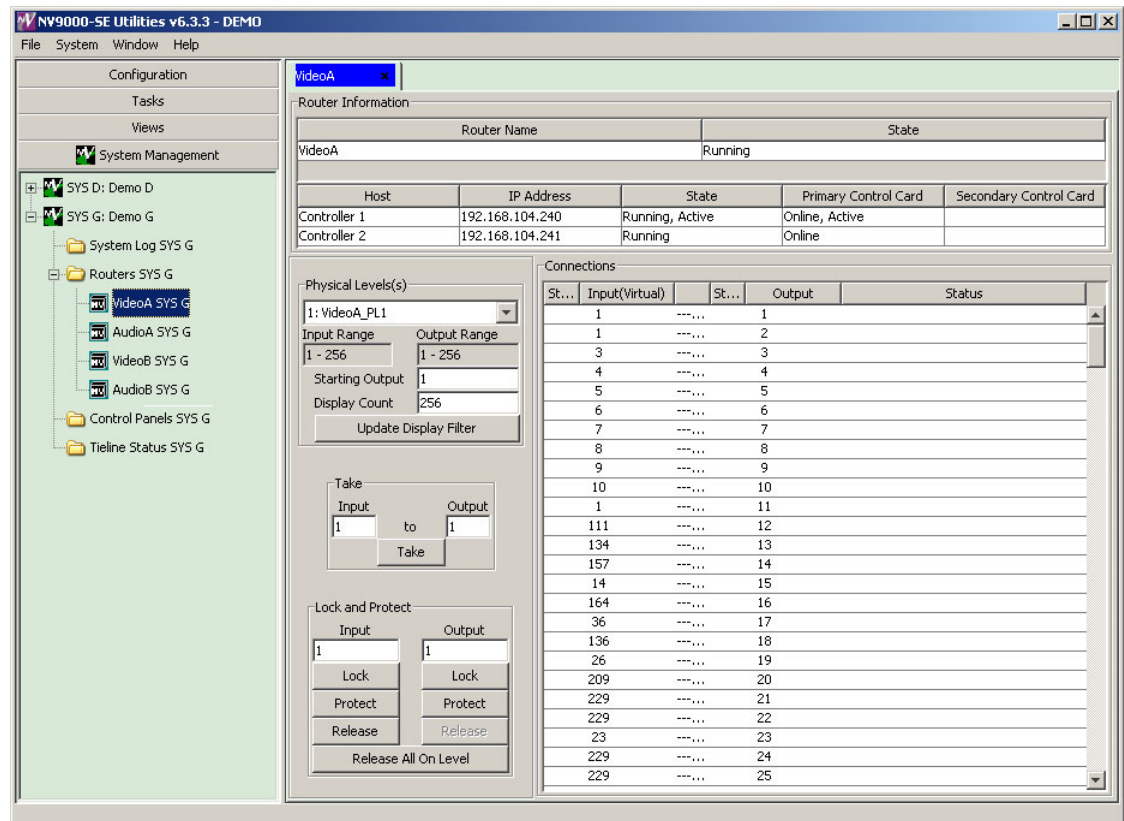 NV9000-SE Utilities v6.3.3 - DEMO
File System Window Help
Configuration
Tasks
Views
System Management
SYS D: Demo D
SYS G: Demo G
System Log SYS G
Routers SYS G
VideoA SYS G
AudioA SYS G
VideoB SYS G
AudioB SYS G
Control Panels SYS G
Tieline Status SYS G
VideoA
Router Information
Router Name State
VideoA Running
Host IP Address State Primary Control Card Secondary Control Card
Controller 1 192.168.104.240 Running, Active Online, Active
Controller 2 192.168.104.241 Running Online
Physical Levels(s)
1: VideoA_PL1
Input Range Output Range
1 - 256 1 - 256
Starting Output 1
Display Count 256
Update Display Filter
Take
Input Output
1 to 1
Take
Lock and Protect
Input Output
1 1
Lock Lock
Protect Protect
Release Release
Release All On Level
Connections
St... Input(Virtual) St... Output Status
1 ---... 1
1 ---... 2
3 ---... 3
4 ---... 4
5 ---... 5
6 ---... 6
7 ---... 7
8 ---... 8
9 ---... 9
10 ---... 10
1 ---... 11
111 ---... 12
134 ---... 13
157 ---... 14
14 ---... 15
164 ---... 16
36 ---... 17
136 ---... 18
26 ---... 19
209 ---... 20
229 ---... 21
229 ---... 22
23 ---... 23
229 ---... 24
229 ---... 25